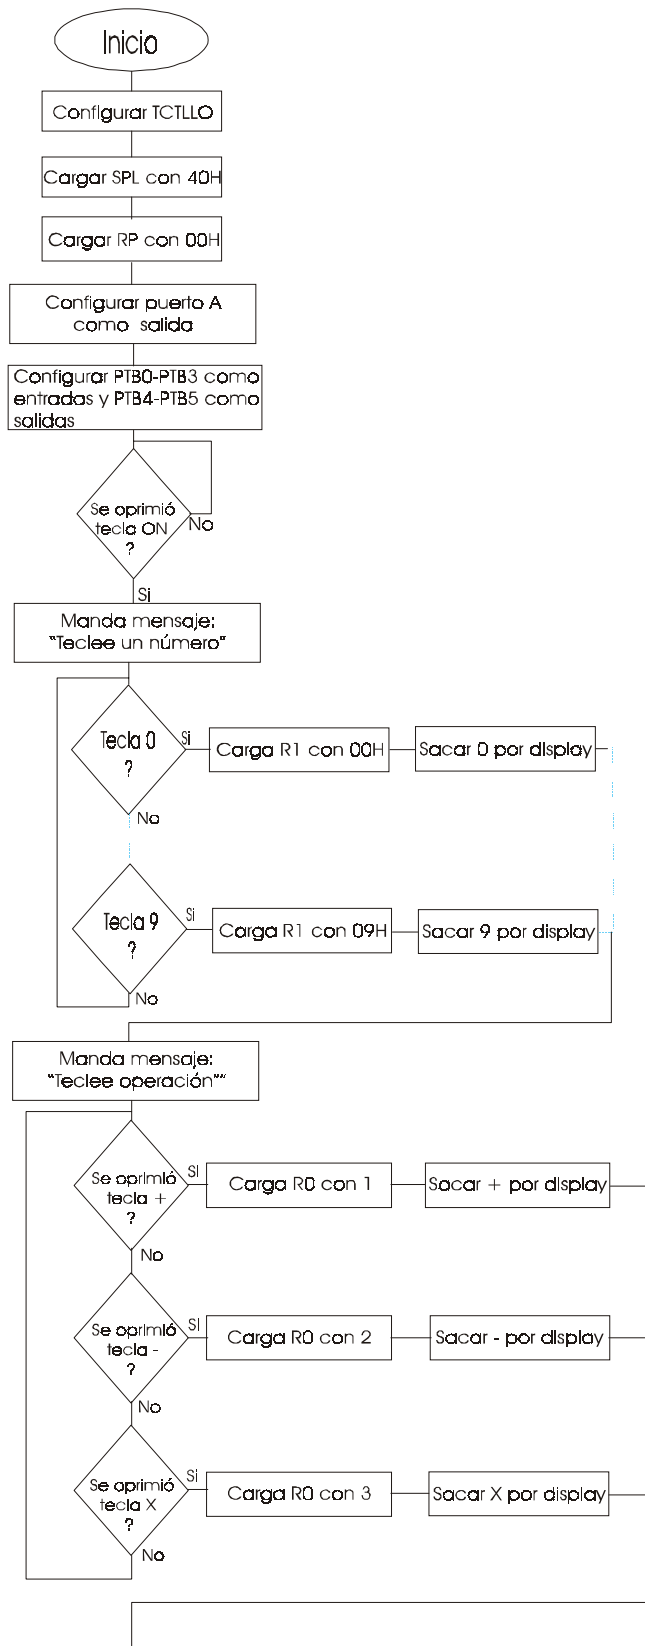 Inicio
Configurar TCTLLO
Cargar SPL con 40H
Cargar RP con 00H
Configurar puerto A
como salida
Configurar PTB0-PTB3 como
entradas y PTB4-PTB5 como
salidas
Se oprimió
tecla ON
?
No
Si
Manda mensaje:
"Teclee un número"
Tecla 0
?
Si
Carga R1 con 00H
Sacar 0 por display
No
Tecla 9
?
Si
Carga R1 con 09H
Sacar 9 por display
No
Manda mensaje:
"Teclee operación""
Se oprimió
tecla +
?
Si
Carga R0 con 1
Sacar + por display
No
Se oprimió
tecla -
?
Si
Carga R0 con 2
Sacar - por display
No
Se oprimió
tecla X
?
Si
Carga R0 con 3
Sacar X por display
No